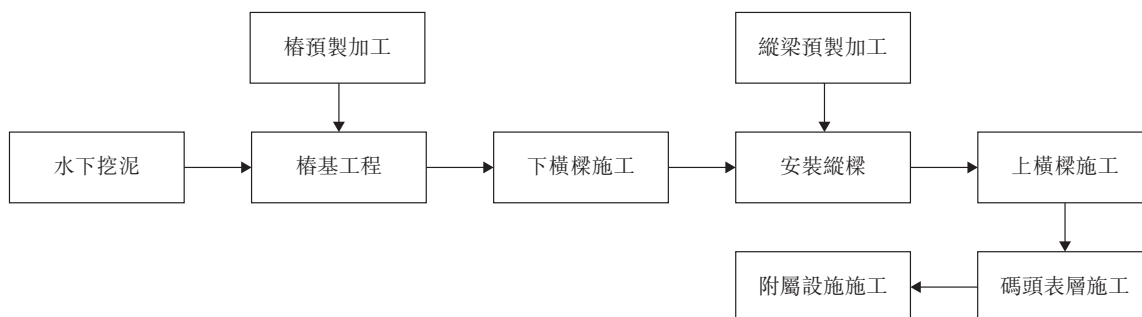 樁預製加工
縱梁預製加工
水下挖泥
樁基工程
下橫樑施工
安裝縱樑
上橫樑施工
附屬設施施工
碼頭表層施工